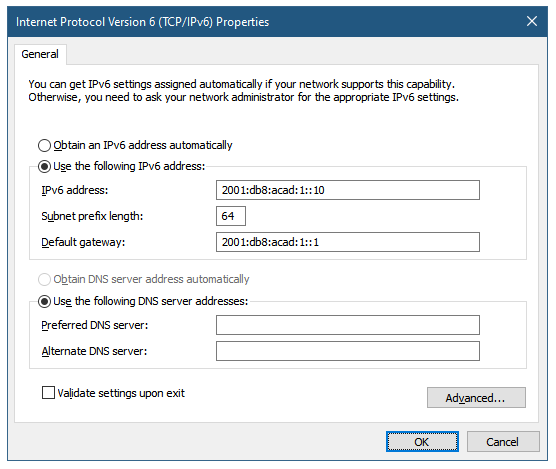 Internet Protocol Version 6 (TCP/IPv6) Properties
General
You can get IPv6 settings assigned automatically if your network supports this capability.
Otherwise, you need to ask your network administrator for the appropriate IPv6 settings.
Obtain an IPv6 address automatically
Use the following IPv6 address:
IPv6 address: 2001:db8:acad:1::10
Subnet prefix length: 64
Default gateway: 2001:db8:acad:1::1
Obtain DNS server address automatically
Use the following DNS server addresses:
Preferred DNS server:
Alternate DNS server:
Validate settings upon exit
Advanced...
OK Cancel